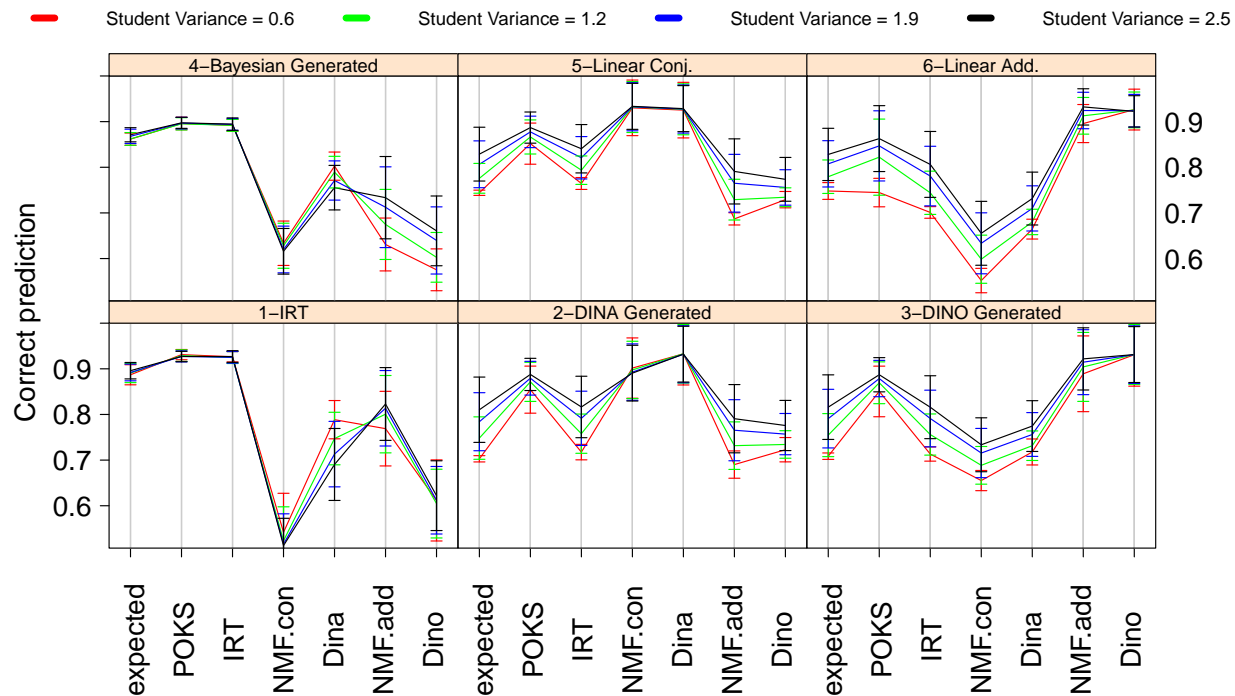 Student Variance = 0.6 Student Variance = 1.2 Student Variance = 1.9 Student Variance = 2.5
4−Bayesian Generated 5−Linear Conj. 6−Linear Add.
0.9
0.8
0.7
0.6
1−IRT 2−DINA Generated 3−DINO Generated
Correct prediction
0.9
0.8
0.7
0.6
expected POKS IRT NMF.con Dina NMF.add Dino expected POKS IRT NMF.con Dina NMF.add Dino expected POKS IRT NMF.con Dina NMF.add Dino